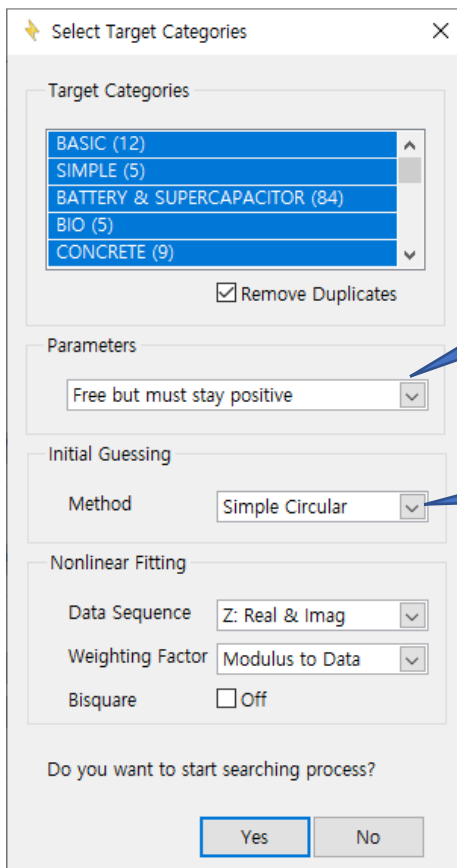 Select Target Categories
Target Categories
BASIC (12)
SIMPLE (5)
BATTERY & SUPERCAPACITOR (84)
BIO (5)
CONCRETE (9)
Remove Duplicates
Parameters
Free but must stay positive
Initial Guessing
Method Simple Circular
Nonlinear Fitting
Data Sequence Z: Real & Imag
Weighting Factor Modulus to Data
Bisquare Off
Do you want to start searching process?
Yes No